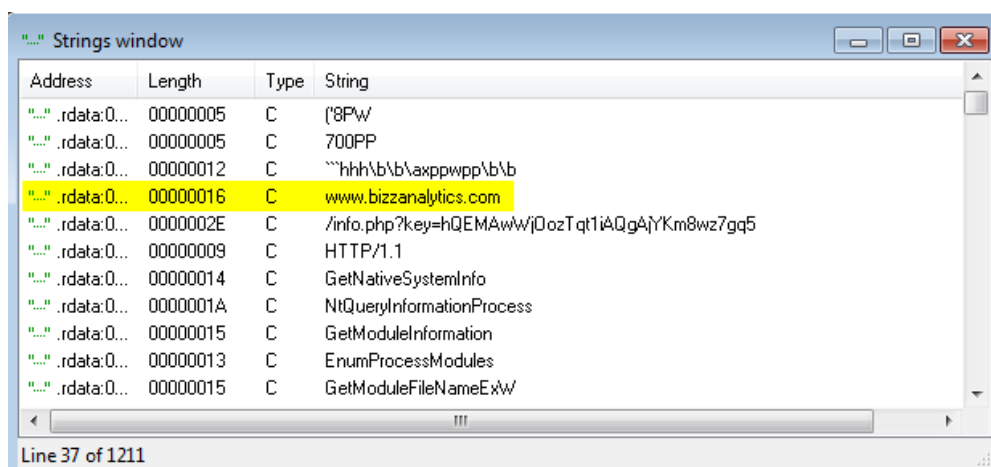 "..." Strings window
Address Length Type String
"..." .rdata:0... 00000005 C ('8PW
"..." .rdata:0... 00000005 C 700PP
"..." .rdata:0... 00000012 C ```hhh\b\b\axppwpp\b\b
"..." .rdata:0... 00000016 C www.bizzanalytics.com
"..." .rdata:0... 0000002E C /info.php?key=hQEMAwWjOozTqt1iAQgAjYKm8wz7gq5
"..." .rdata:0... 00000009 C HTTP/1.1
"..." .rdata:0... 00000014 C GetNativeSystemInfo
"..." .rdata:0... 0000001A C NtQueryInformationProcess
"..." .rdata:0... 00000015 C GetModuleInformation
"..." .rdata:0... 00000013 C EnumProcessModules
"..." .rdata:0... 00000015 C GetModuleFileNameExW
Line 37 of 1211